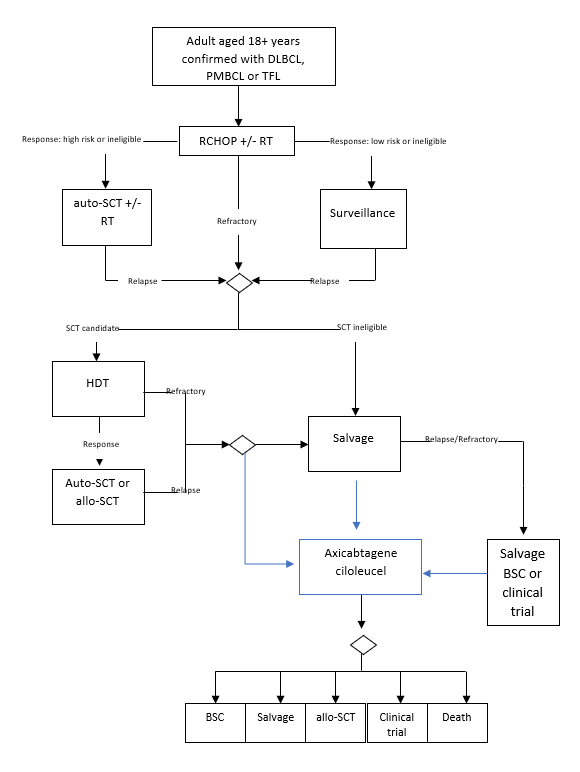 Adult aged 18+ years
confirmed with DLBCL,
PMBCL or TFL
Response: high risk or ineligible
RCHOP +/- RT
Response: low risk or ineligible
auto-SCT +/-
RT
Refractory
Surveillance
Relapse
Relapse
SCT candidate
SCT ineligible
HDT
Refractory
Response
Salvage
Relapse/Refractory
Auto-SCT or
allo-SCT
Relapse
Axicabtagene
ciloleucel
Salvage
BSC or
clinical
trial
BSC
Salvage
allo-SCT
Clinical
trial
Death